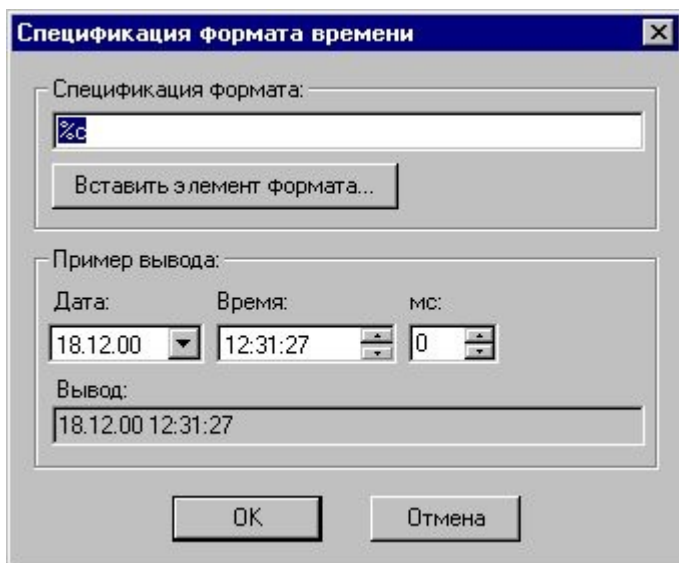 Спецификация формата времени
Спецификация формата:
%c
Вставить элемент формата...
Пример вывода:
Дата: Время: мс:
18.12.00 12:31:27 0
Вывод:
18.12.00 12:31:27
OK Отмена